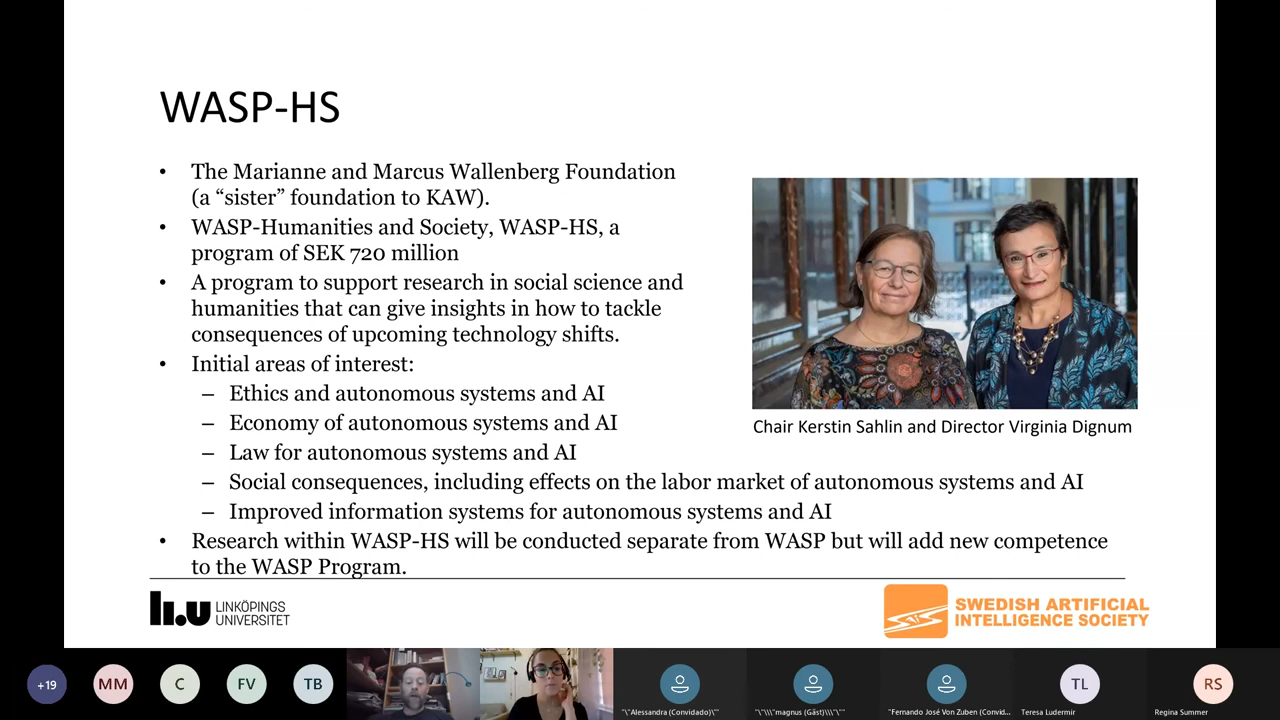 WASP-HS
• The Marianne and Marcus Wallenberg Foundation
(a “sister” foundation to KAW).
• WASP-Humanities and Society, WASP-HS, a
program of SEK 720 million
• A program to support research in social science and
humanities that can give insights in how to tackle
consequences of upcoming technology shifts.
• Initial areas of interest:
– Ethics and autonomous systems and AI
– Economy of autonomous systems and AI
– Law for autonomous systems and AI
– Social consequences, including effects on the labor market of autonomous systems and AI
– Improved information systems for autonomous systems and AI
• Research within WASP-HS will be conducted separate from WASP but will add new competence
to the WASP Program.
Chair Kerstin Sahlin and Director Virginia Dignum
LiU LINKÖPINGS
UNIVERSITET
SAIS
SWEDISH ARTIFICIAL
INTELLIGENCE SOCIETY
+19
MM
C
FV
TB
"\"Alessandra (Convidado)\"
"\"\\\"magnus (Gäst)\\\"\"
"Fernando José Von Zuben (Convid...
TL
Teresa Ludermir
RS
Regina Summer